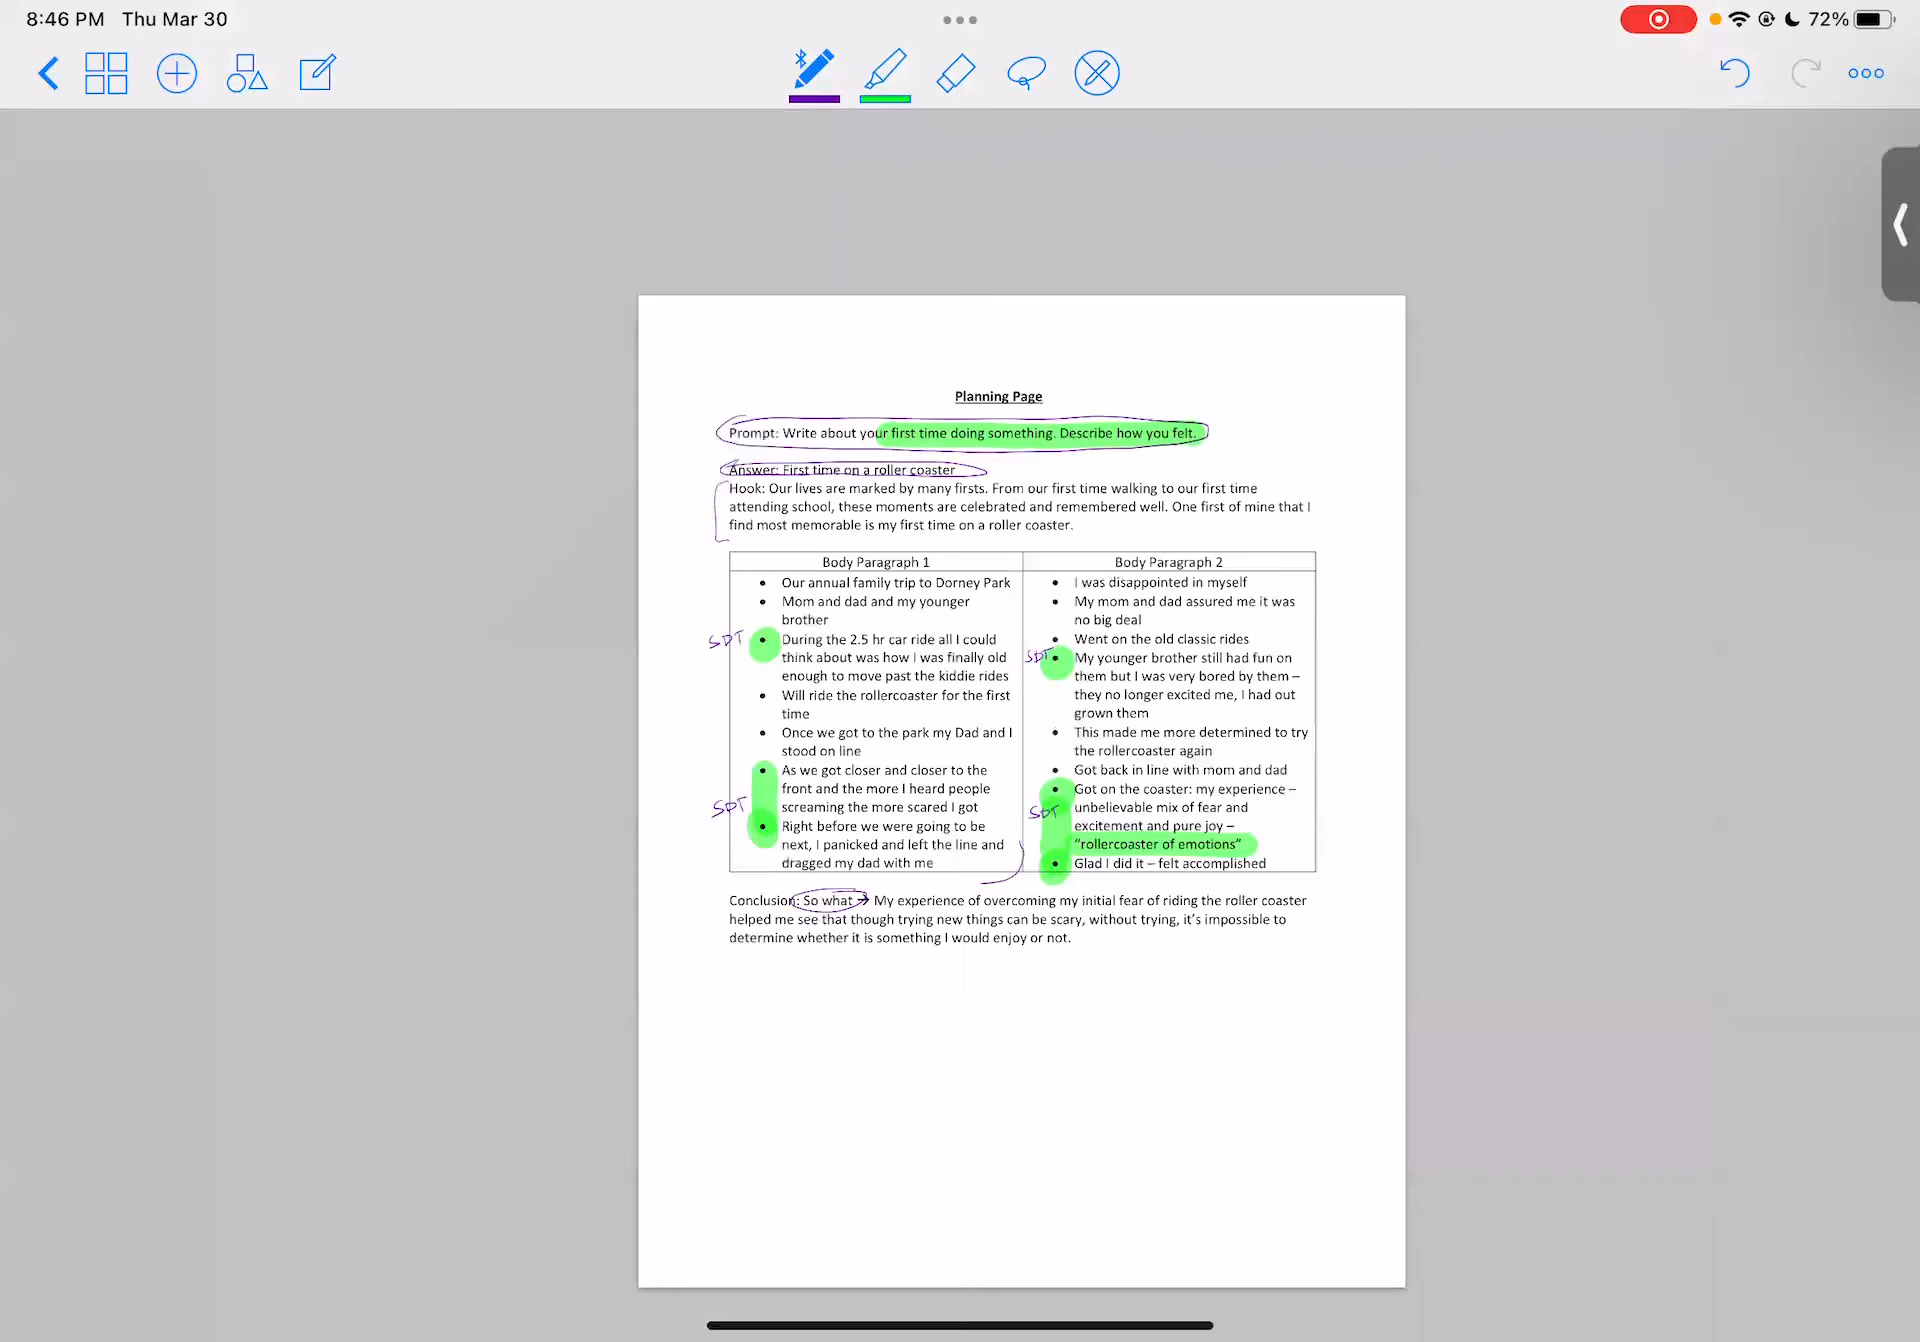 8:46 PM Thu Mar 30
72%
Planning Page
Prompt: Write about your first time doing something. Describe how you felt.
Answer: First time on a roller coaster
Hook: Our lives are marked by many firsts. From our first time walking to our first time
attending school, these moments are celebrated and remembered well. One first of mine that I
find most memorable is my first time on a roller coaster.
Body Paragraph 1
• Our annual family trip to Dorney Park
• Mom and dad and my younger
brother
SDT • During the 2.5 hr car ride all I could
think about was how I was finally old
enough to move past the kiddie rides
• Will ride the rollercoaster for the first
time
• Once we got to the park my Dad and I
stood on line
• As we got closer and closer to the
front and the more I heard people
SDT screaming the more scared I got
• Right before we were going to be
next, I panicked and left the line and
dragged my dad with me
Body Paragraph 2
• I was disappointed in myself
• My mom and dad assured me it was
no big deal
• Went on the old classic rides
SDT • My younger brother still had fun on
them but I was very bored by them –
they no longer excited me, I had out
grown them
• This made me more determined to try
the rollercoaster again
• Got back in line with mom and dad
• Got on the coaster: my experience –
SDT unbelievable mix of fear and
excitement and pure joy –
“rollercoaster of emotions”
• Glad I did it – felt accomplished
Conclusion: So what → My experience of overcoming my initial fear of riding the roller coaster
helped me see that though trying new things can be scary, without trying, it’s impossible to
determine whether it is something I would enjoy or not.